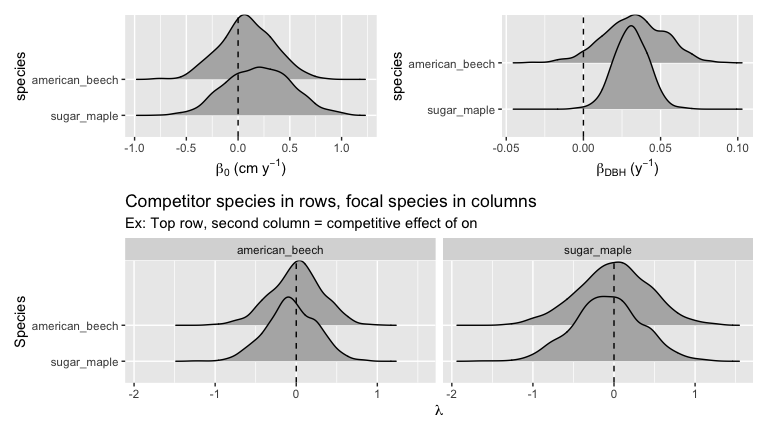 species
american_beech
sugar_maple
-1.0 -0.5 0.0 0.5 1.0
β0 (cm y⁻¹)
species
american_beech
sugar_maple
-0.05 0.00 0.05 0.10
βDBH (y⁻¹)
Competitor species in rows, focal species in columns
Ex: Top row, second column = competitive effect of on
american_beech sugar_maple
Species
american_beech
sugar_maple
-2 -1 0 1 -2 -1 0 1
λ